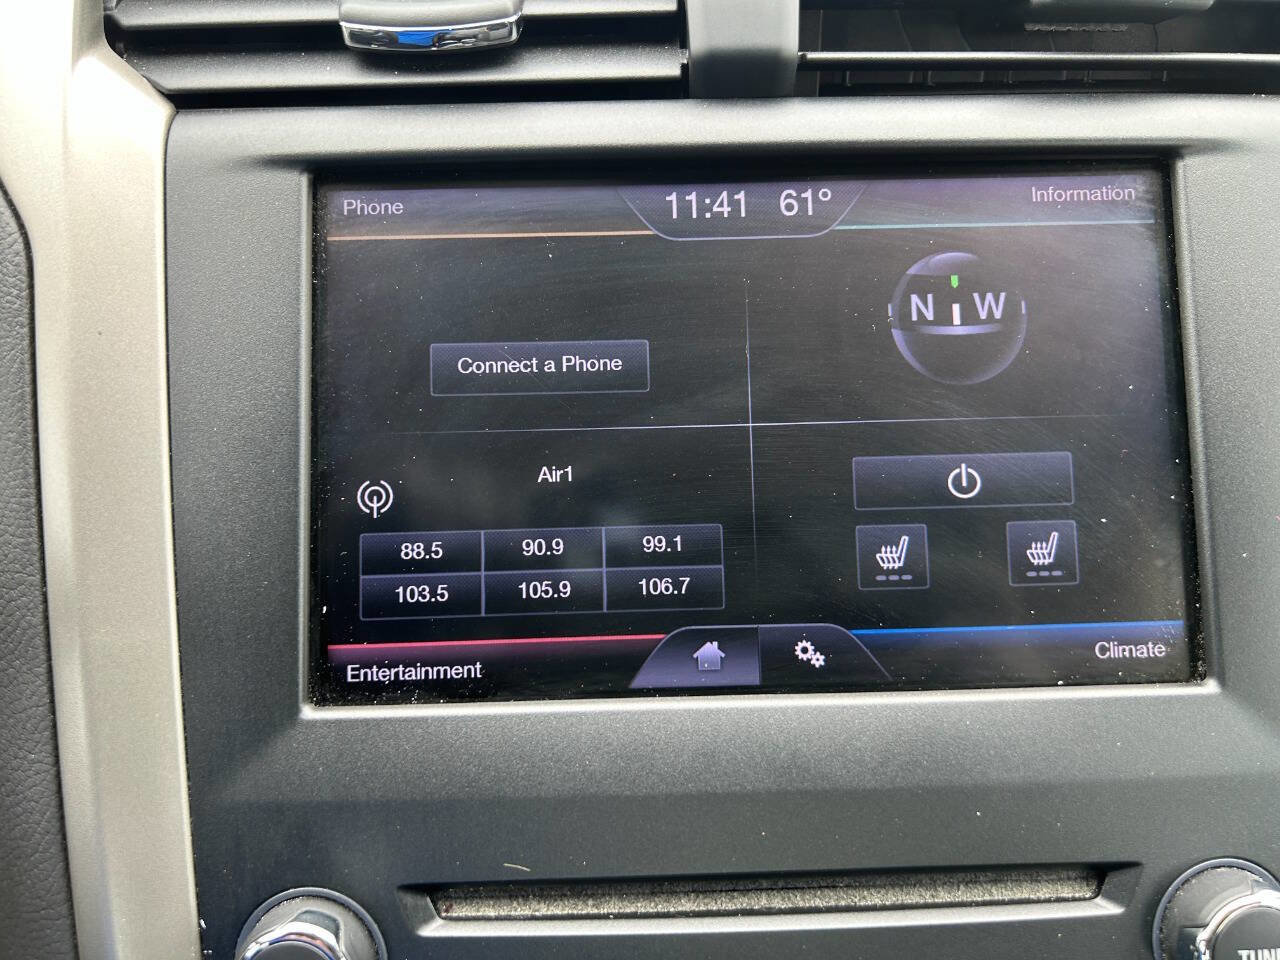 Phone
11:41 61°
Information
N W
Connect a Phone
Air1
88.5 90.9 99.1
103.5 105.9 106.7
Entertainment
Climate